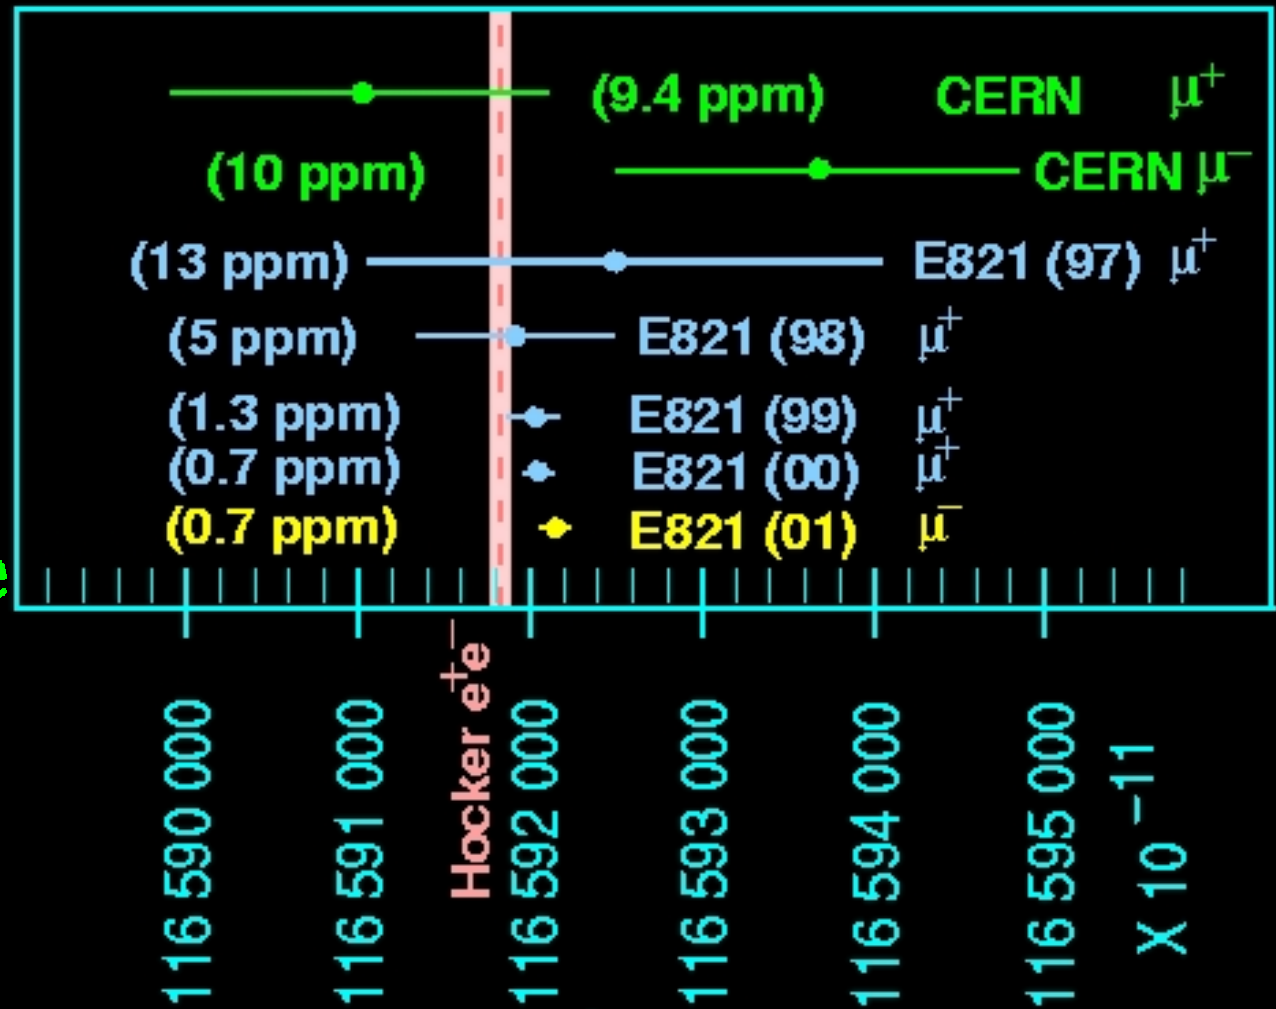 (9.4 ppm) CERN μ⁺
(10 ppm) CERN μ⁻
(13 ppm) E821 (97) μ⁺
(5 ppm) E821 (98) μ⁺
(1.3 ppm) E821 (99) μ⁺
(0.7 ppm) E821 (00) μ⁺
(0.7 ppm) E821 (01) μ⁻
116 590 000
116 591 000
Hocker e⁺e⁻
116 592 000
116 593 000
116 594 000
116 595 000
X 10⁻¹¹